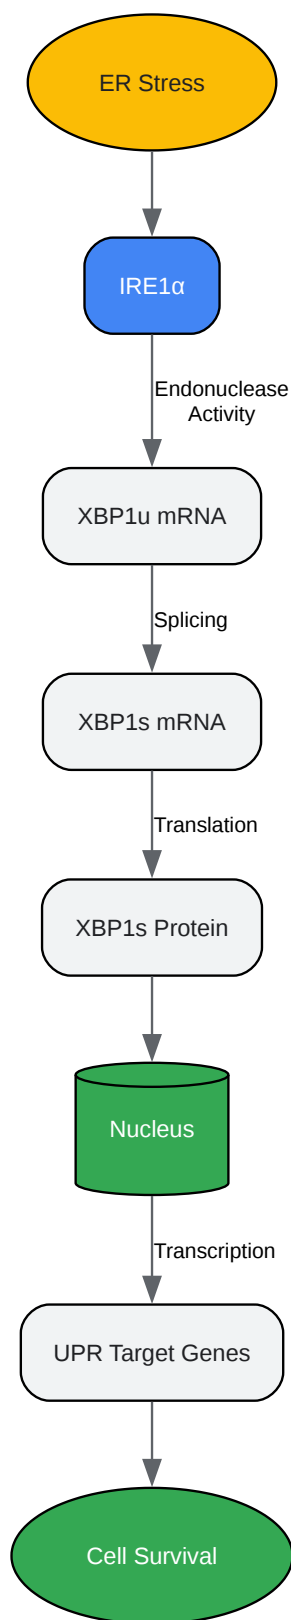 ER Stress
IRE1α
Endonuclease
Activity
XBP1u mRNA
Splicing
XBP1s mRNA
Translation
XBP1s Protein
Nucleus
Transcription
UPR Target Genes
Cell Survival